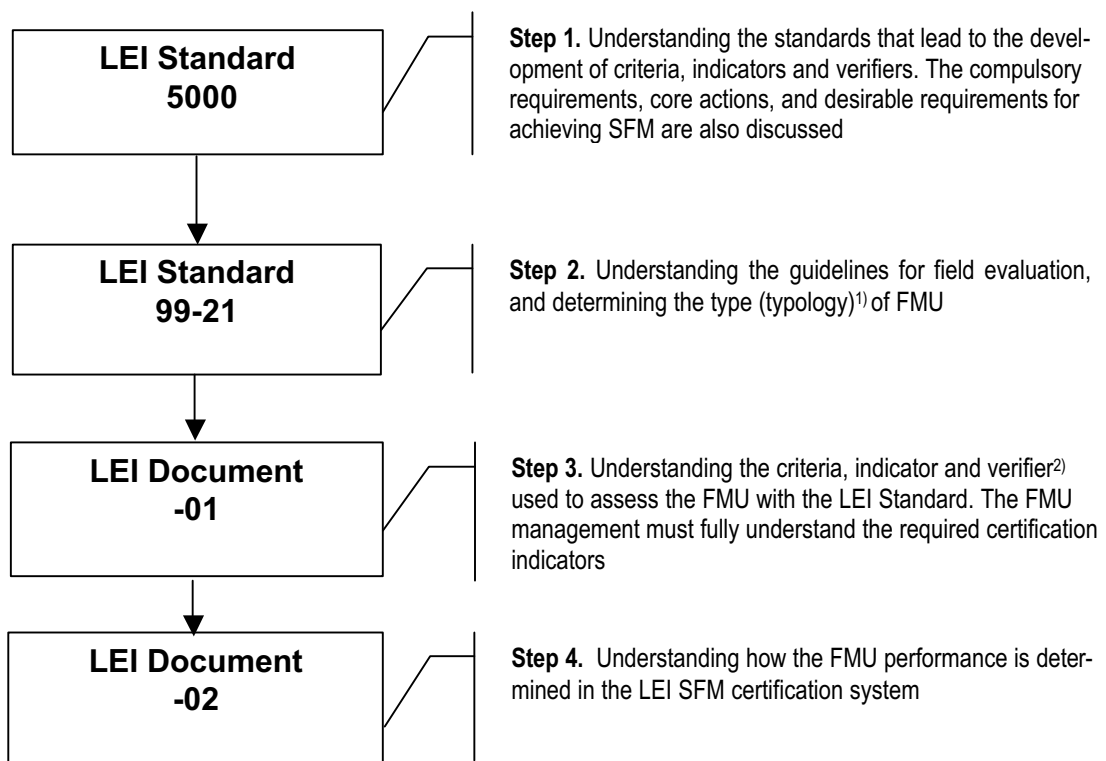 LEI Standard
5000
Step 1. Understanding the standards that lead to the devel-
opment of criteria, indicators and verifiers. The compulsory
requirements, core actions, and desirable requirements for
achieving SFM are also discussed
LEI Standard
99-21
Step 2. Understanding the guidelines for field evaluation,
and determining the type (typology)1) of FMU
LEI Document
-01
Step 3. Understanding the criteria, indicator and verifier2)
used to assess the FMU with the LEI Standard. The FMU
management must fully understand the required certification
indicators
LEI Document
-02
Step 4. Understanding how the FMU performance is deter-
mined in the LEI SFM certification system